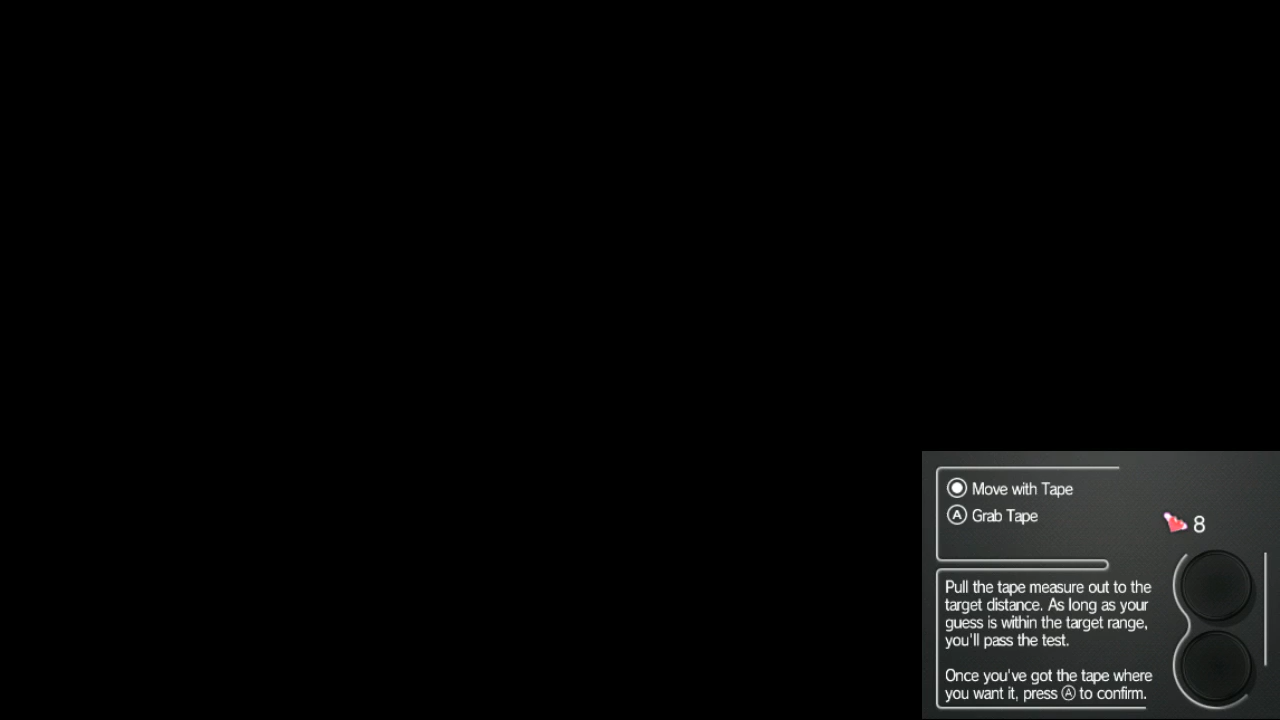 Move with Tape
Ⓐ Grab Tape
8
Pull the tape measure out to the
target distance. As long as your
guess is within the target range,
you'll pass the test.
Once you've got the tape where
you want it, press Ⓐ to confirm.